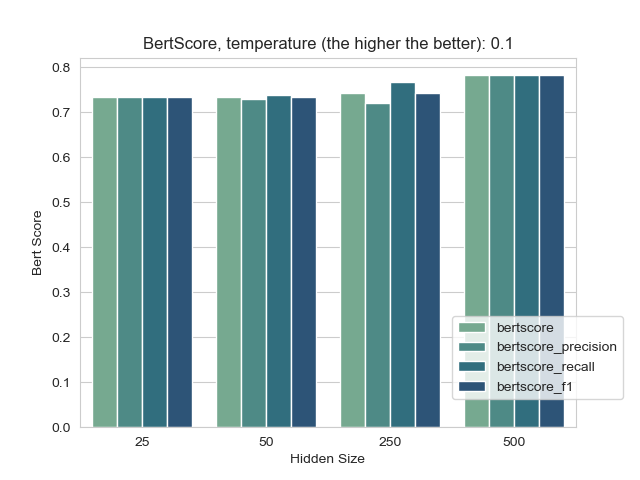 BertScore, temperature (the higher the better): 0.1
Bert Score
0.8
0.7
0.6
0.5
0.4
0.3
0.2
0.1
0.0
25 50 250 500
Hidden Size
bertscore
bertscore_precision
bertscore_recall
bertscore_f1